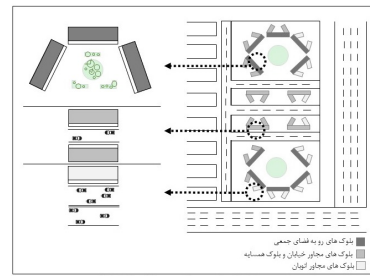 بلوک های رو به فضای جمعی
بلوک های مجاور خیابان و بلوک همسایه
بلوک های مجاور اتوبان